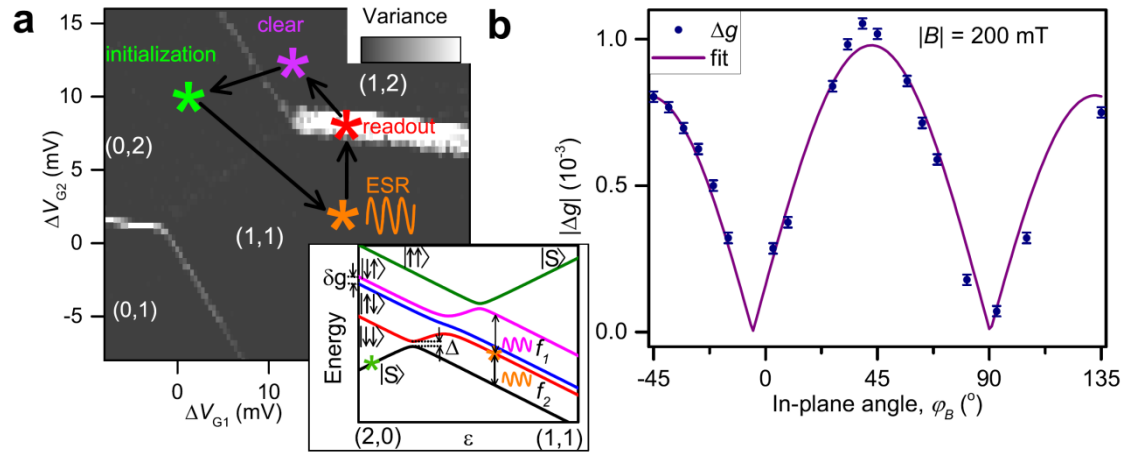 a
Variance
clear
initialization
(1,2)
readout
(0,2)
ESR
(1,1)
(0,1)
15
10
5
0
-5
ΔV_G2 (mV)
0
10
ΔV_G1 (mV)
|↑↑⟩
|S⟩
|↓↑⟩
δg
|↑↓⟩
|↓↓⟩
Δ
f_1
|S⟩
f_2
Energy
(2,0)
ε
(1,1)
b
Δg
fit
|B| = 200 mT
1.0
0.5
0.0
|Δg| (10⁻³)
-45
0
45
90
135
In-plane angle, φ_B (°)